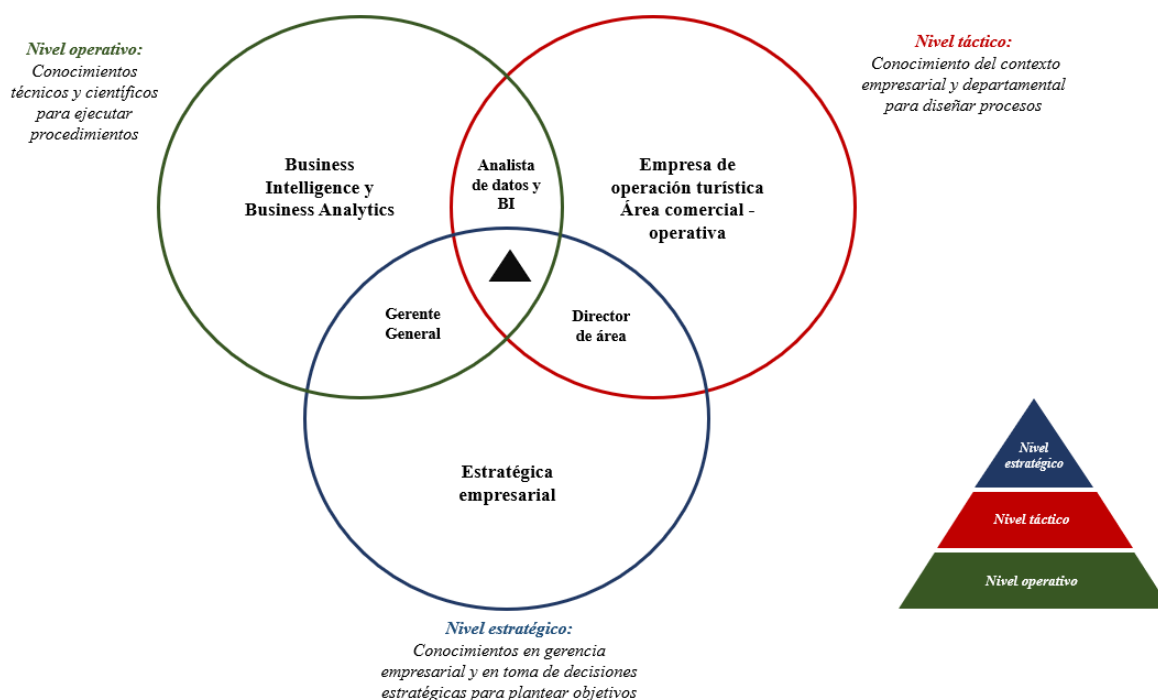 Nivel operativo:
Conocimientos
técnicos y científicos
para ejecutar
procedimientos
Nivel táctico:
Conocimiento del contexto
empresarial y departamental
para diseñar procesos
Business
Intelligence y
Business Analytics
Analista
de datos y
BI
Empresa de
operación turística
Área comercial -
operativa
Gerente
General
Director
de área
Estratégica
empresarial
Nivel
estratégico
Nivel táctico
Nivel operativo
Nivel estratégico:
Conocimientos en gerencia
empresarial y en toma de decisiones
estratégicas para plantear objetivos